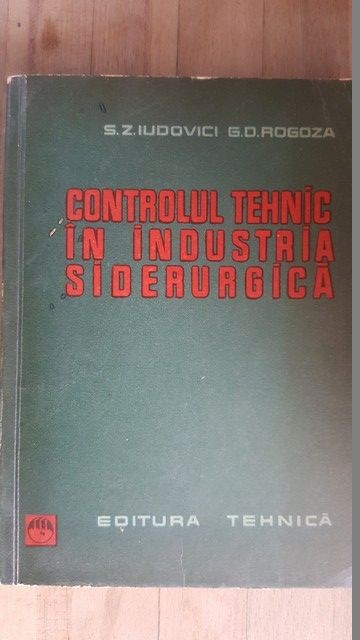 S.Z.IUDOVICI G.D.ROGOZA
CONTROLUL TEHNIC
ÎN INDUSTRIA
SIDERURGICĂ
EDITURA TEHNICĂ